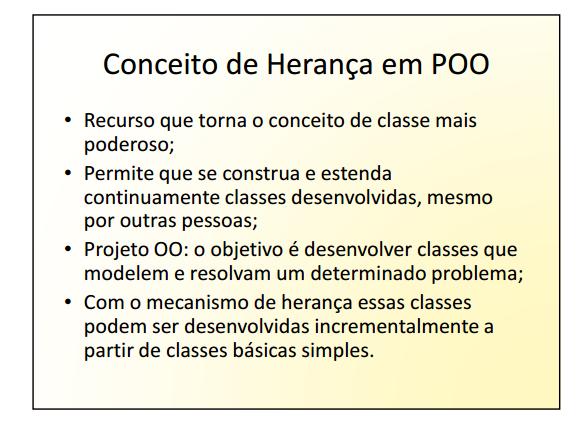 Conceito de Herança em POO
• Recurso que torna o conceito de classe mais
poderoso;
• Permite que se construa e estenda
continuamente classes desenvolvidas, mesmo
por outras pessoas;
• Projeto OO: o objetivo é desenvolver classes que
modelem e resolvam um determinado problema;
• Com o mecanismo de herança essas classes
podem ser desenvolvidas incrementalmente a
partir de classes básicas simples.